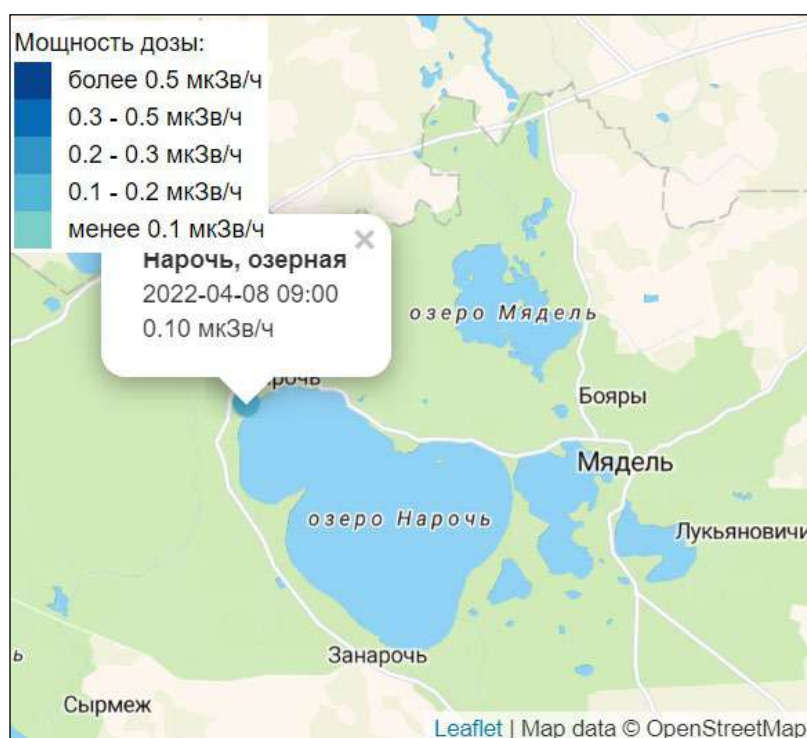 Мощность дозы:
более 0.5 мкЗв/ч
0.3 - 0.5 мкЗв/ч
0.2 - 0.3 мкЗв/ч
0.1 - 0.2 мкЗв/ч
менее 0.1 мкЗв/ч
Нарочь, озерная
2022-04-08 09:00
0.10 мкЗв/ч
озеро Мядель
Бояры
Мядель
озеро Нарочь
Лукьяновичи
Занарочь
Сырмеж
Leaflet | Map data © OpenStreetMap